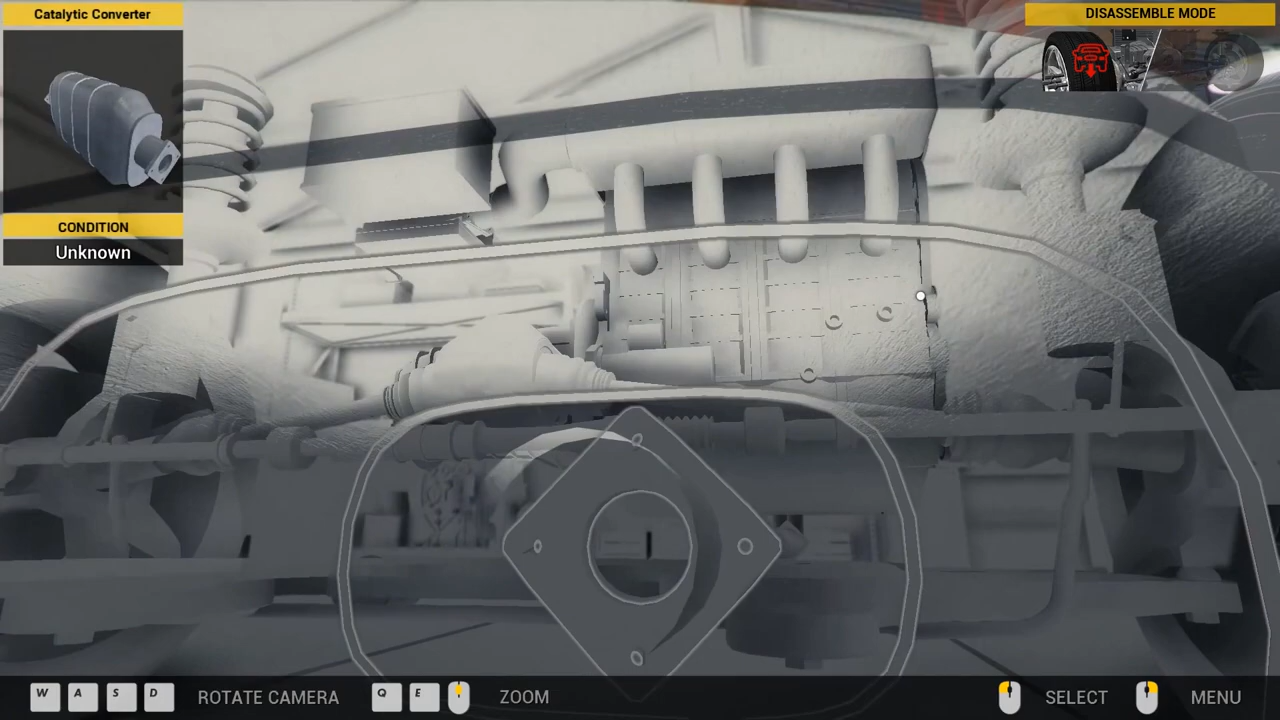 Catalytic Converter
DISASSEMBLE MODE
CONDITION
Unknown
W A S D ROTATE CAMERA Q E ZOOM SELECT MENU